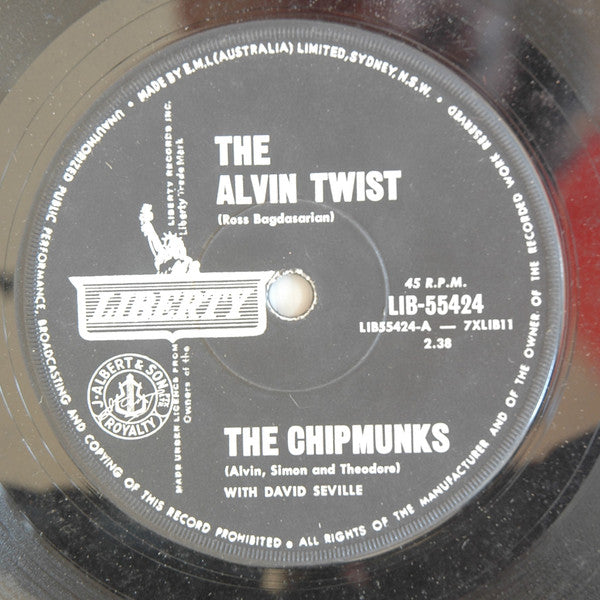 MADE BY E.M.I. (AUSTRALIA) LIMITED, SYDNEY, N.S.W. •
UNAUTHORIZED PUBLIC PERFORMANCE, BROADCASTING AND COPYING OF THIS RECORD PROHIBITED • ALL RIGHTS OF THE MANUFACTURER AND OF THE OWNER OF THE RECORDED WORK RESERVED
THE
ALVIN TWIST
(Ross Bagdasarian)
LIBERTY RECORDS INC.
Liberty Trade Mark
LIBERTY
MADE UNDER LICENCE FROM
Owners of the
45 R.P.M.
LIB-55424
LIB55424-A — 7XLIB11
2.38
J. ALBERT & SON PTY LTD
ROYALTY
THE CHIPMUNKS
(Alvin, Simon and Theodore)
WITH DAVID SEVILLE